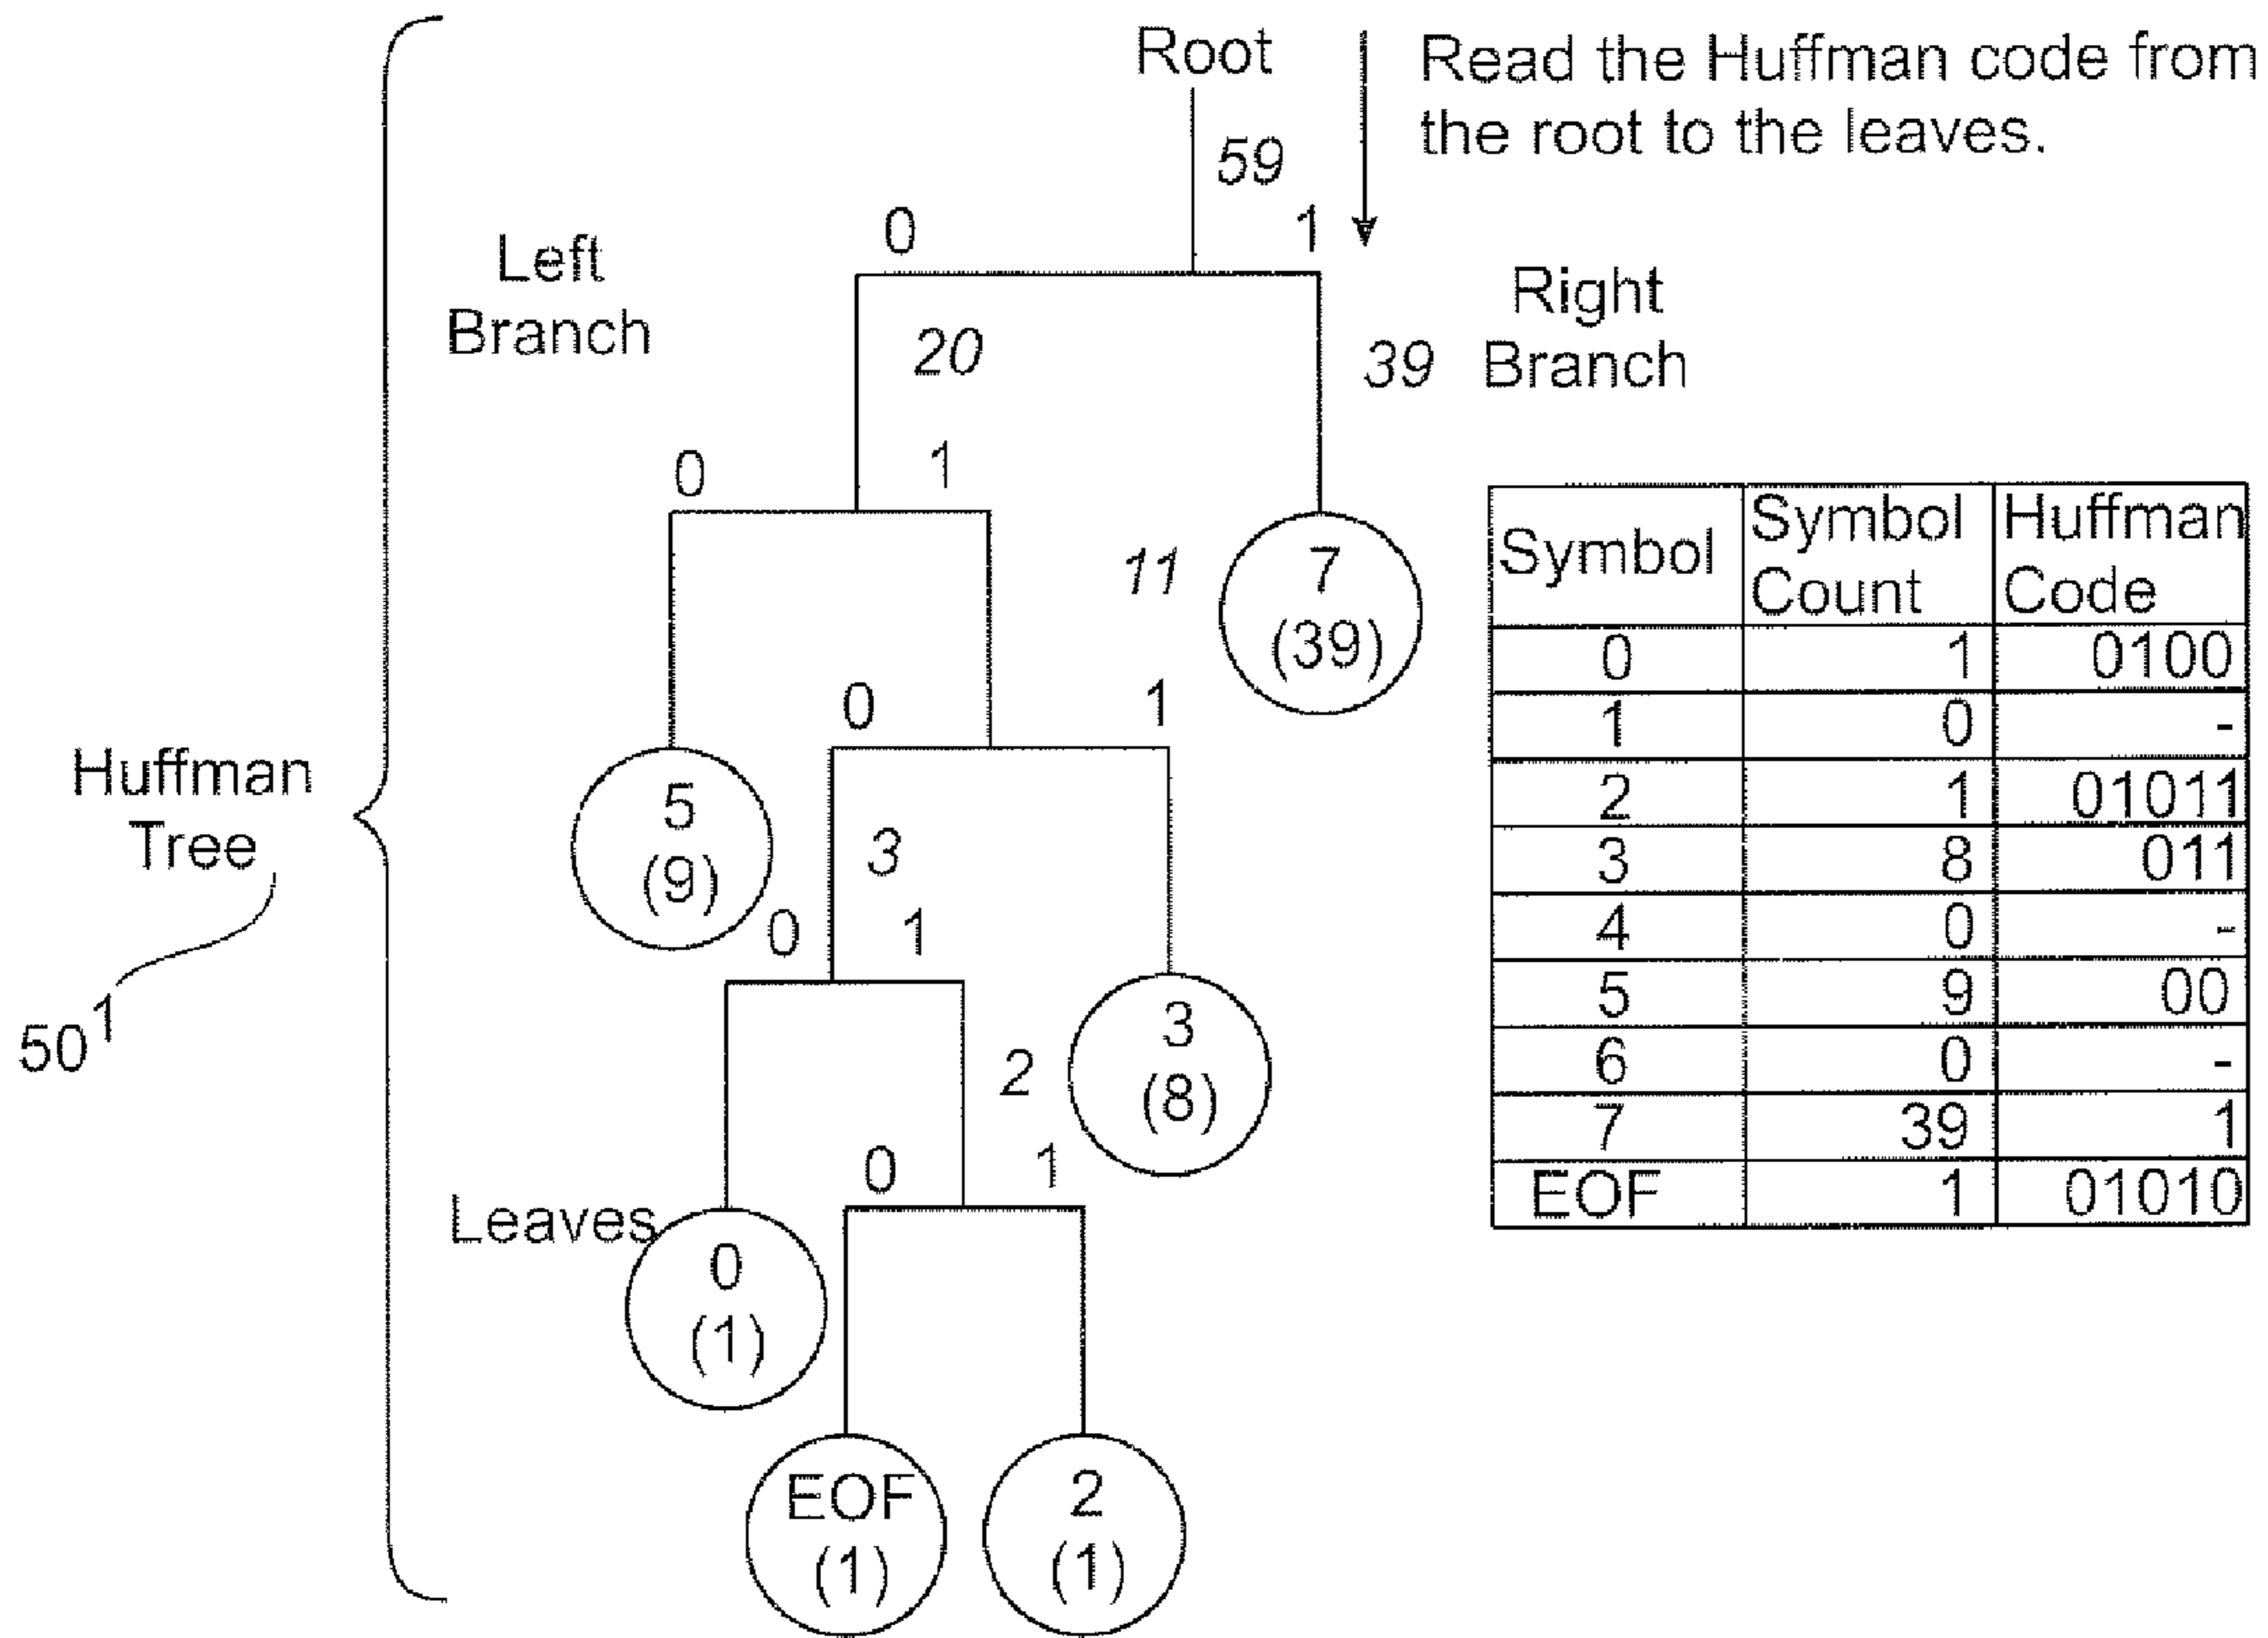 Root
Read the Huffman code from
the root to the leaves.
59
0
1
Left
Branch
20
Right
Branch
39
0
1
11
7
(39)
0
1
Huffman
Tree
5
(9)
3
0
1
501
2
3
(8)
0
1
Leaves
0
(1)
EOF
(1)
2
(1)
Symbol Symbol Count Huffman Code
0 1 0100
1 0 -
2 1 01011
3 8 011
4 0 -
5 9 00
6 0 -
7 39 1
EOF 1 01010